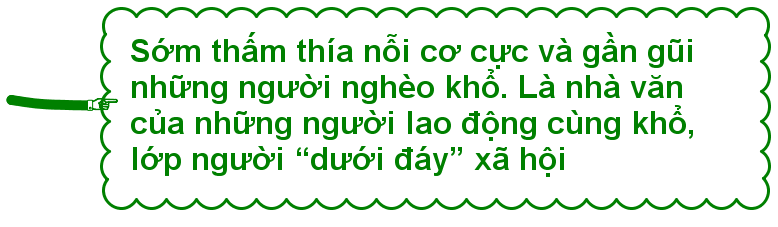 Sớm thấm thía nỗi cơ cực và gần gũi
những người nghèo khổ. Là nhà văn
của những người lao động cùng khổ,
lớp người “dưới đáy” xã hội